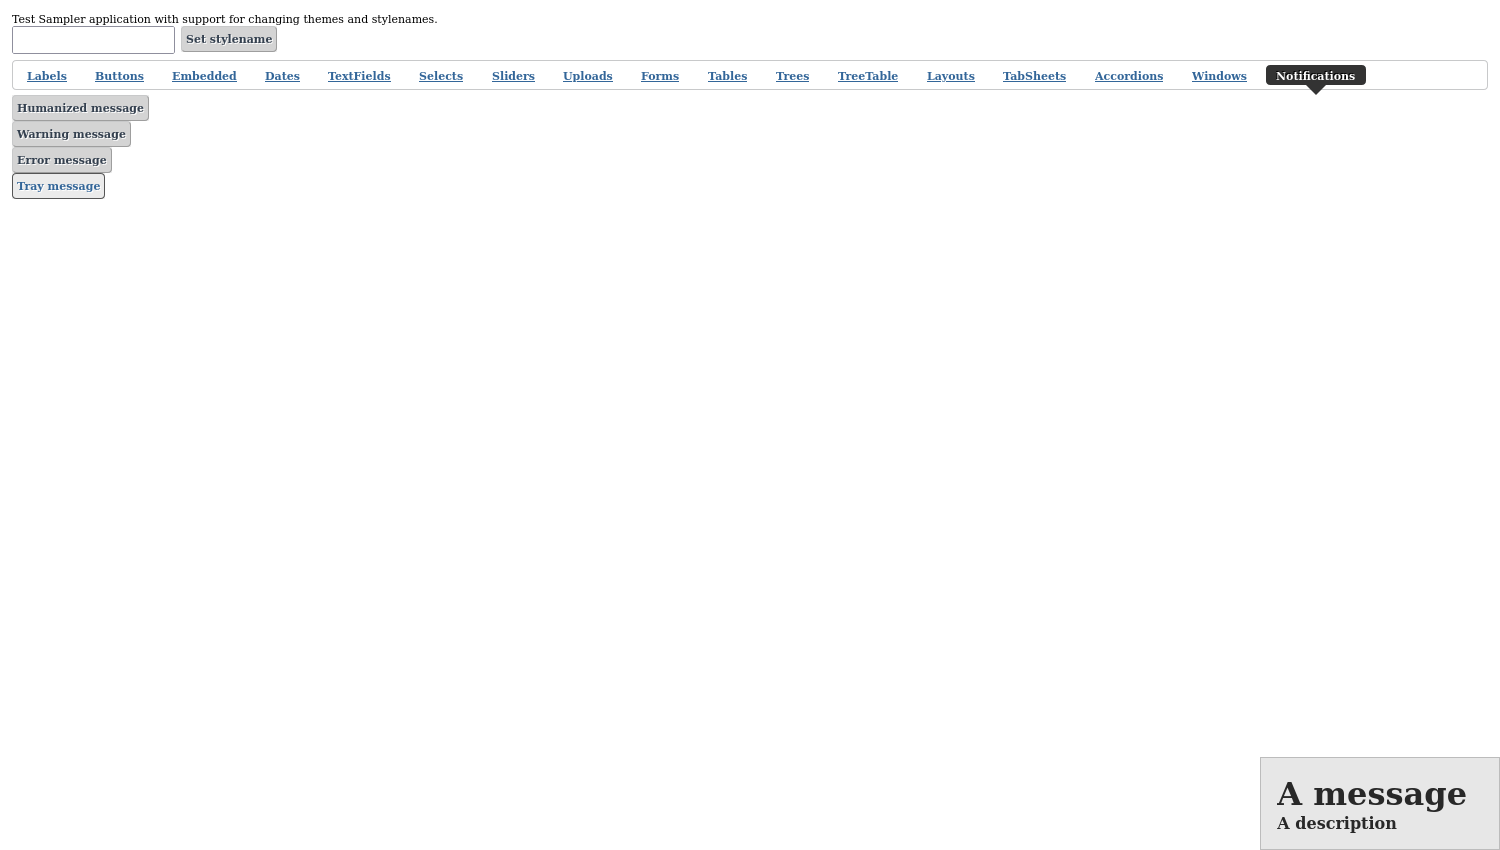 Test Sampler application with support for changing themes and stylenames.
Set stylename
Labels Buttons Embedded Dates TextFields Selects Sliders Uploads Forms Tables Trees TreeTable Layouts TabSheets Accordions Windows Notifications
Humanized message
Warning message
Error message
Tray message
A message
A description